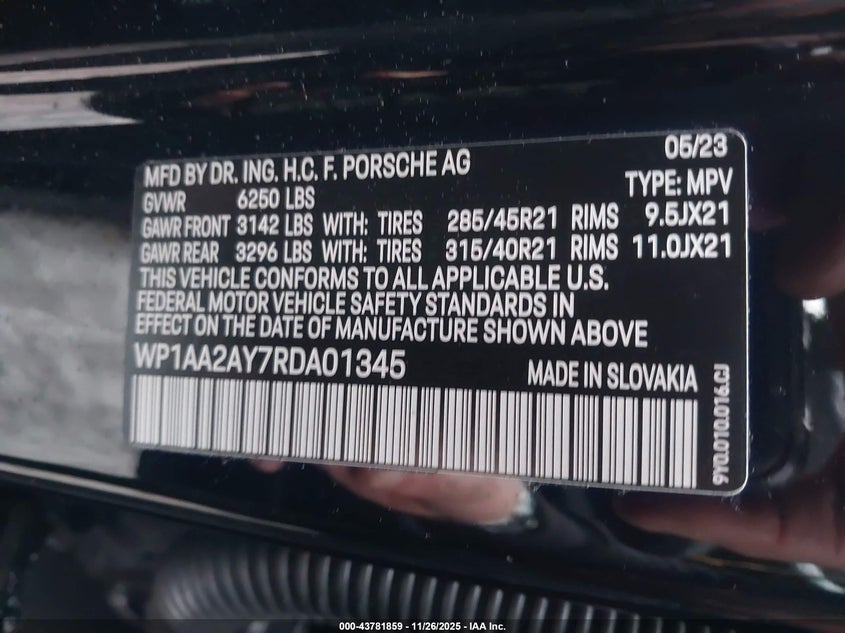 05/23
MFD BY DR. ING. H.C. F. PORSCHE AG
TYPE: MPV
GVWR 6250 LBS
GAWR FRONT 3142 LBS WITH: TIRES 285/45R21 RIMS 9.5JX21
GAWR REAR 3296 LBS WITH: TIRES 315/40R21 RIMS 11.0JX21
THIS VEHICLE CONFORMS TO ALL APPLICABLE U.S.
FEDERAL MOTOR VEHICLE SAFETY STANDARDS IN
EFFECT ON THE DATE OF MANUFACTURE SHOWN ABOVE
WP1AA2AY7RDA01345
MADE IN SLOVAKIA
9Y0.010.016.CJ
000-43781859 - 11/26/2025 - IAA Inc.